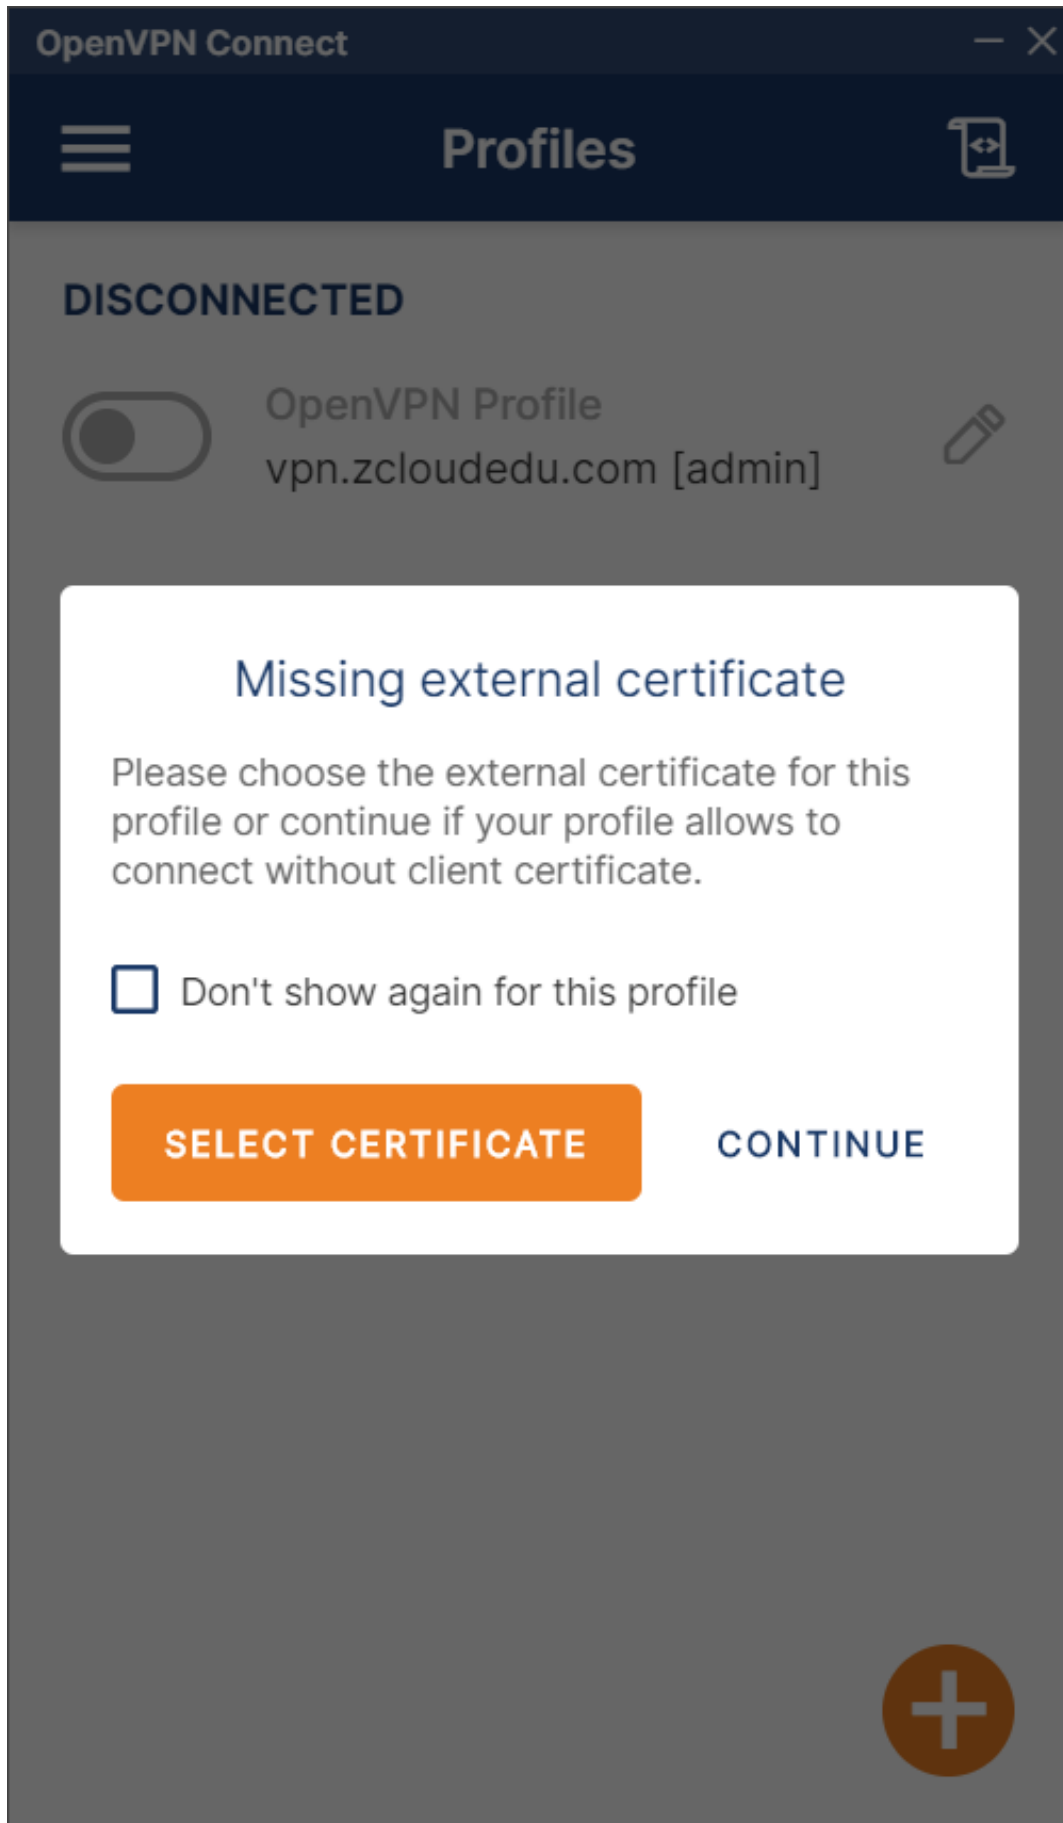 OpenVPN Connect
Profiles
DISCONNECTED
OpenVPN Profile
vpn.zcloudedu.com [admin]
Missing external certificate
Please choose the external certificate for this
profile or continue if your profile allows to
connect without client certificate.
Don't show again for this profile
SELECT CERTIFICATE
CONTINUE